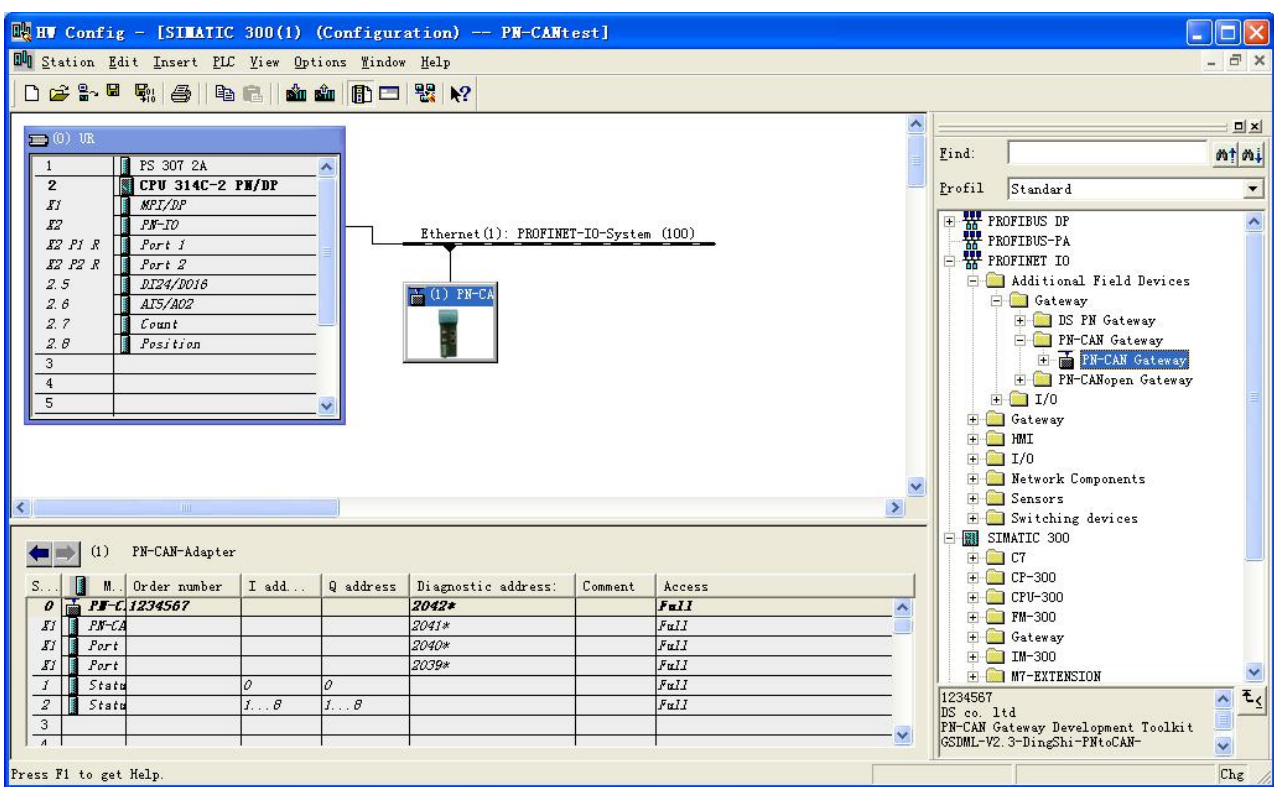 HW Config - [SIMATIC 300(1) (Configuration) -- PN-CANtest]
Station Edit Insert PLC View Options Window Help
(0) UR
1 PS 307 2A
2 CPU 314C-2 PN/DP
X1 MPI/DP
X2 PN-IO
X2 P1 R Port 1
X2 P2 R Port 2
2.5 DI24/DO16
2.6 AI5/AO2
2.7 Count
2.8 Position
3
4
5
Ethernet(1): PROFINET-IO-System (100)
(1) PN-CA
Find:
Profil Standard
PROFIBUS DP
PROFIBUS-PA
PROFINET IO
Additional Field Devices
Gateway
DS PN Gateway
PN-CAN Gateway
PN-CAN Gateway
PN-CANopen Gateway
I/O
Gateway
HMI
I/O
Network Components
Sensors
Switching devices
SIMATIC 300
C7
CP-300
CPU-300
FM-300
Gateway
IM-300
M7-EXTENSION
1234567
DS co. ltd
PN-CAN Gateway Development Toolkit
GSDML-V2.3-DingShi-PNtoCAN-
(1) PN-CAN-Adapter
S... M.. Order number I add... Q address Diagnostic address: Comment Access
0 PN-C. 1234567 2042* Full
X1 PN-CA 2041* Full
X1 Port 2040* Full
X1 Port 2039* Full
1 Statu 0 0 Full
2 Statu 1...8 1...8 Full
3
4
Press F1 to get Help.
Chg